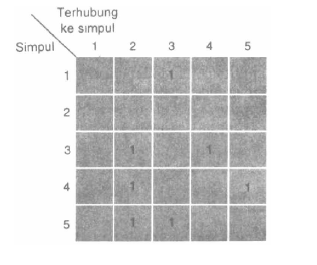 Terhubung
ke simpul
Simpul 1 2 3 4 5
1 1
2
3 1 1
4 1 1
5 1 1